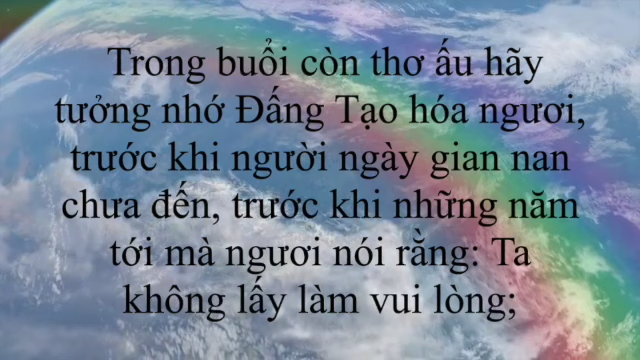 Trong buổi còn thơ ấu hãy
tưởng nhớ Đấng Tạo hóa ngươi,
trước khi người ngày gian nan
chưa đến, trước khi những năm
tới mà ngươi nói rằng: Ta
không lấy làm vui lòng;